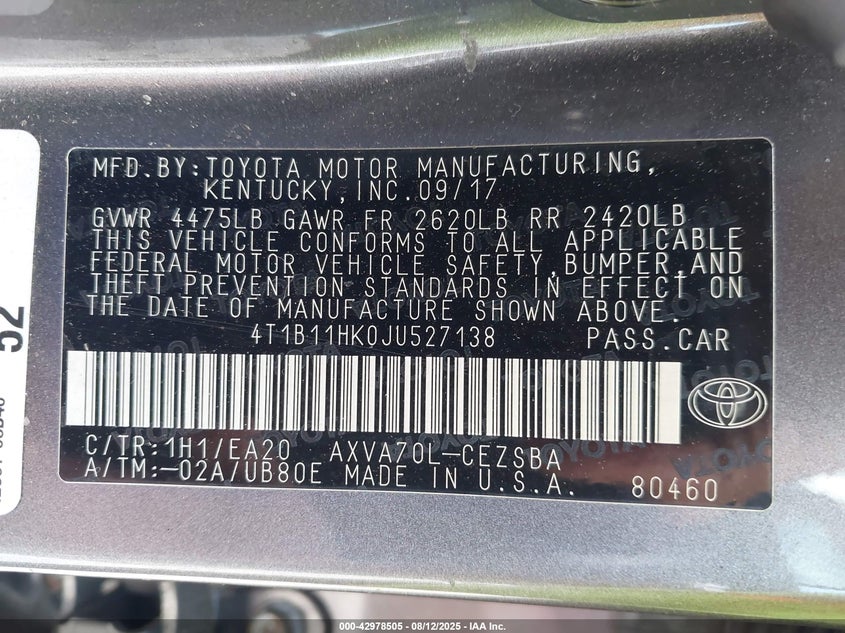 MFD.BY:TOYOTA MOTOR MANUFACTURING,
KENTUCKY,INC.09/17
GVWR 4475LB GAWR FR 2620LB RR 2420LB
THIS VEHICLE CONFORMS TO ALL APPLICABLE
FEDERAL MOTOR VEHICLE SAFETY,BUMPER,AND
THEFT PREVENTION STANDARDS IN EFFECT ON
THE DATE OF MANUFACTURE SHOWN ABOVE.
4T1B11HK0JU527138 PASS.CAR
C/TR:1H1/EA20 AXVA70L-CEZSBA
A/TM:-02A/UB80E MADE IN U.S.A. 80460
52
000-42978505 - 08/12/2025 - IAA Inc.